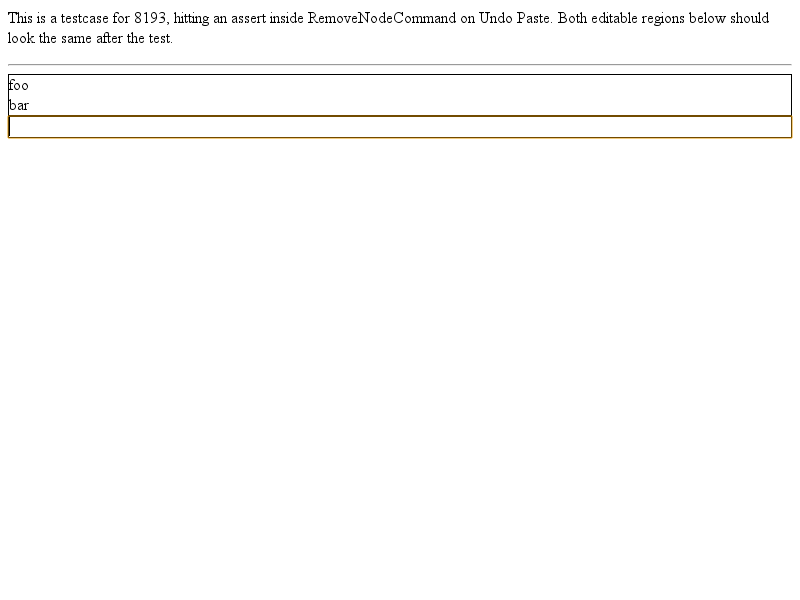 This is a testcase for 8193, hitting an assert inside RemoveNodeCommand on Undo Paste. Both editable regions below should
look the same after the test.
foo
bar